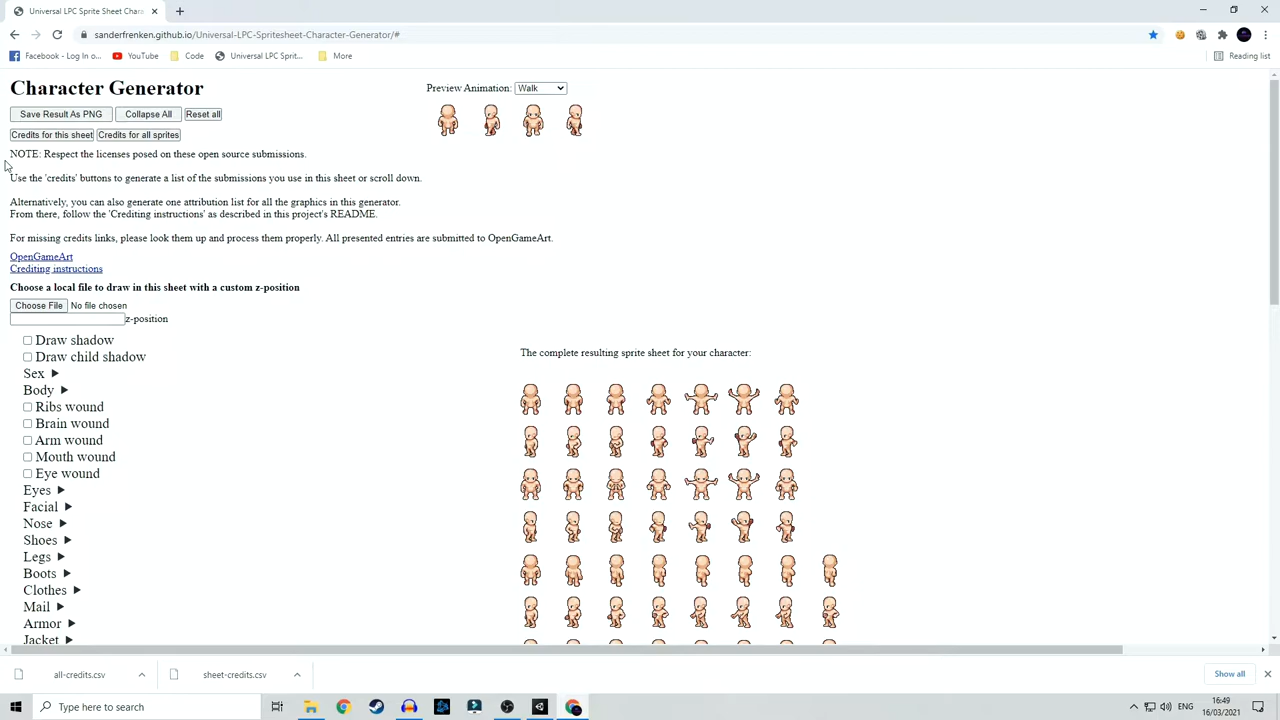 Universal LPC Sprite Sheet Chara
sanderfrenken.github.io/Universal-LPC-Spritesheet-Character-Generator/#
Facebook - Log In o...
YouTube
Code
Universal LPC Sprit...
More
Reading list
Character Generator
Preview Animation:
Walk
Save Result As PNG
Collapse All
Reset all
Credits for this sheet
Credits for all sprites
NOTE: Respect the licenses posed on these open source submissions.
Use the 'credits' buttons to generate a list of the submissions you use in this sheet or scroll down.
Alternatively, you can also generate one attribution list for all the graphics in this generator.
From there, follow the 'Crediting instructions' as described in this project's README.
For missing credits links, please look them up and process them properly. All presented entries are submitted to OpenGameArt.
OpenGameArt
Crediting instructions
Choose a local file to draw in this sheet with a custom z-position
Choose File No file chosen
z-position
Draw shadow
Draw child shadow
Sex
Body
Ribs wound
Brain wound
Arm wound
Mouth wound
Eye wound
Eyes
Facial
Nose
Shoes
Legs
Boots
Clothes
Mail
Armor
Jacket
The complete resulting sprite sheet for your character:
all-credits.csv
sheet-credits.csv
Show all
Type here to search
ENG
16:49
16/03/2021